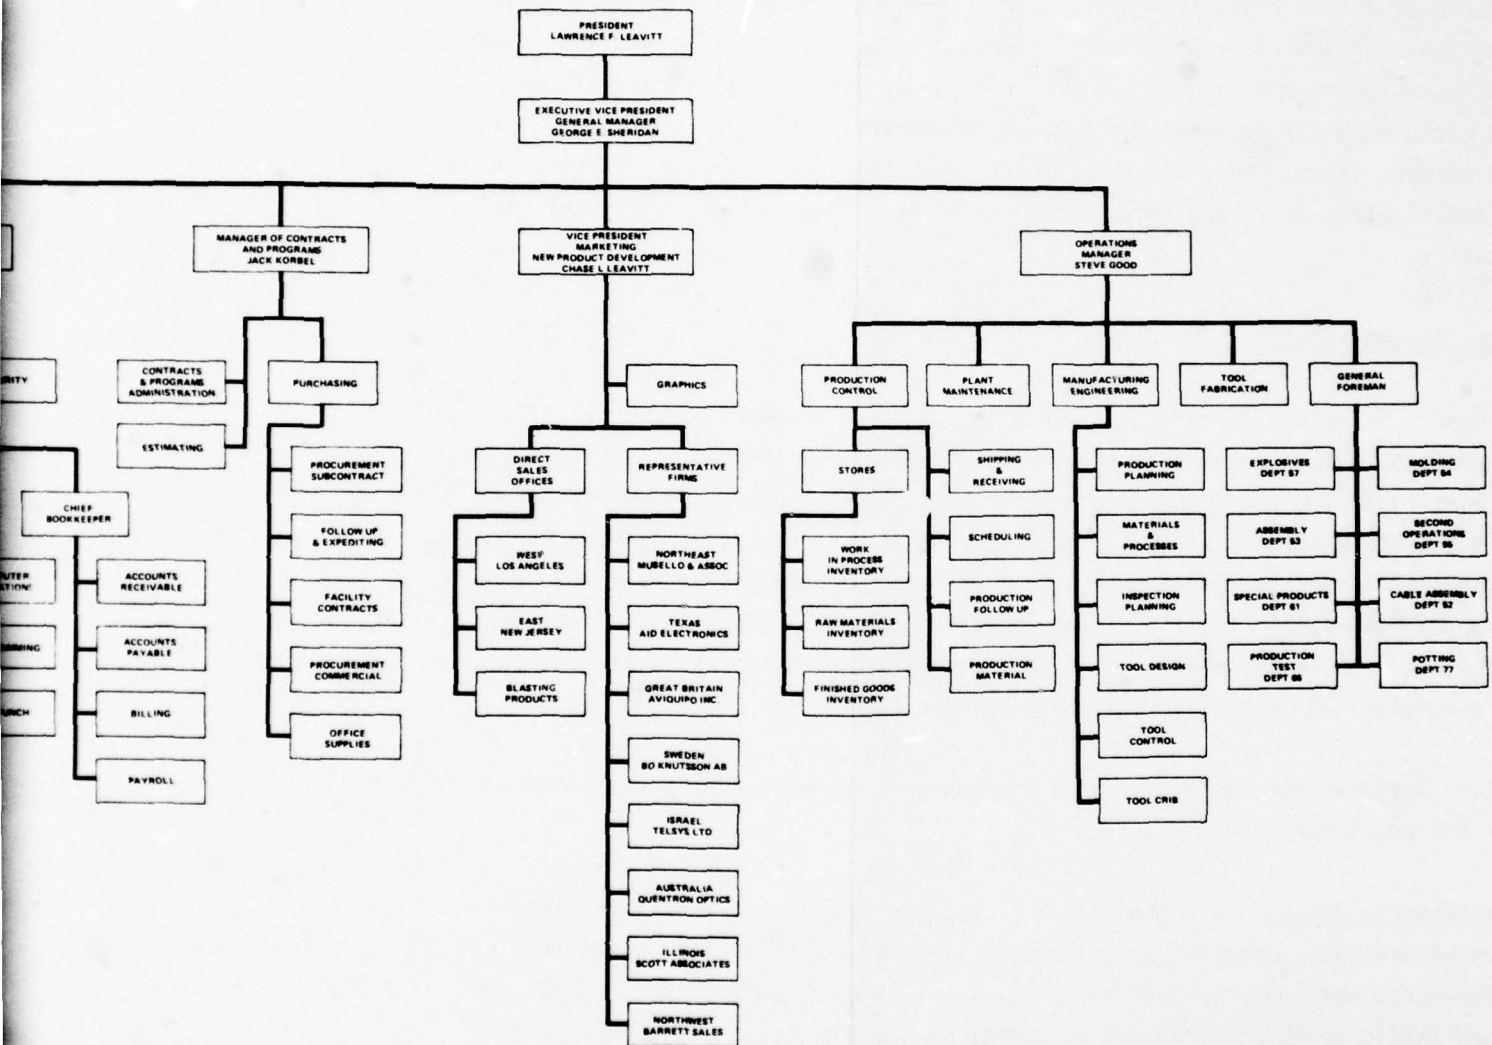 PRESIDENT
LAWRENCE F. LEAVITT
EXECUTIVE VICE PRESIDENT
GENERAL MANAGER
GEORGE E. SHERIDAN
MANAGER OF CONTRACTS
AND PROGRAMS
JACK KORBEL
VICE PRESIDENT
MARKETING
NEW PRODUCT DEVELOPMENT
CHASE L LEAVITT
OPERATIONS
MANAGER
STEVE GOOD
CONTRACTS
& PROGRAMS
ADMINISTRATION
PURCHASING
GRAPHICS
PRODUCTION
CONTROL
PLANT
MAINTENANCE
MANUFACTURING
ENGINEERING
TOOL
FABRICATION
GENERAL
FOREMAN
ESTIMATING
CHIEF
BOOKKEEPER
ACCOUNTS
RECEIVABLE
ACCOUNTS
PAYABLE
BILLING
PAYROLL
PROCUREMENT
SUBCONTRACT
FOLLOW UP
& EXPEDITING
FACILITY
CONTRACTS
PROCUREMENT
COMMERCIAL
OFFICE
SUPPLIES
DIRECT
SALES
OFFICES
WEST
LOS ANGELES
EAST
NEW JERSEY
BLASTING
PRODUCTS
REPRESENTATIVE
FIRMS
NORTHEAST
MUSELLO & ASSOC
TEXAS
AID ELECTRONICS
GREAT BRITAIN
AVIQUIPO INC
SWEDEN
BO KNUTSSON AB
ISRAEL
TELSYS LTD
AUSTRALIA
QUENTRON OPTICS
ILLINOIS
SCOTT ASSOCIATES
NORTHWEST
BARRETT SALES
STORES
WORK
IN PROCESS
INVENTORY
RAW MATERIALS
INVENTORY
FINISHED GOODS
INVENTORY
SHIPPING
&
RECEIVING
SCHEDULING
PRODUCTION
FOLLOW UP
PRODUCTION
MATERIAL
PRODUCTION
PLANNING
MATERIALS
&
PROCESSES
INSPECTION
PLANNING
TOOL DESIGN
TOOL
CONTROL
TOOL CRIB
EXPLOSIVES
DEPT 57
ASSEMBLY
DEPT 53
SPECIAL PRODUCTS
DEPT 61
PRODUCTION
TEST
DEPT
MOLDING
DEPT 54
SECOND
OPERATIONS
DEPT
CABLE ASSEMBLY
DEPT 52
POTTING
DEPT 77